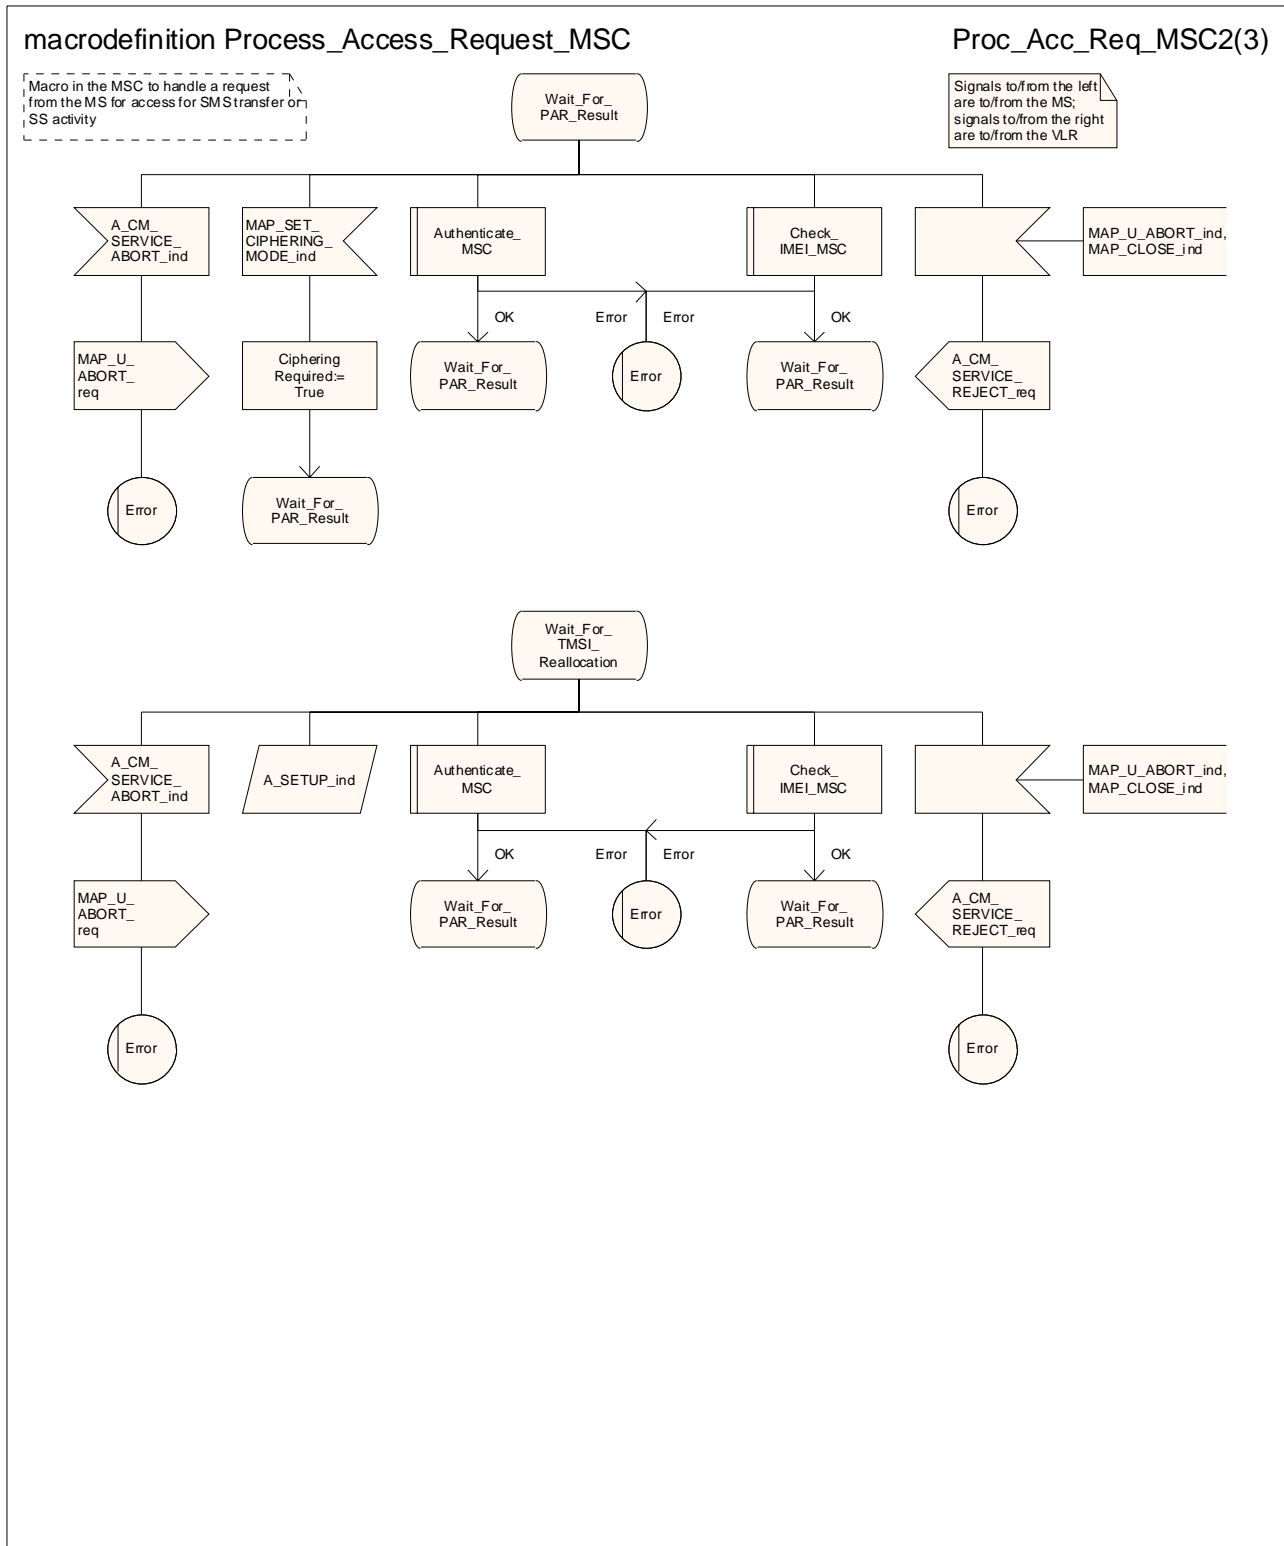 macrodefinition Process_Access_Request_MSC
Proc_Acc_Req_MSC2(3)
Macro in the MSC to handle a request
from the MS for access for SMS transfer or
SS activity
Wait_For_
PAR_Result
Signals to/from the left
are to/from the MS;
signals to/from the right
are to/from the VLR
A_CM_
SERVICE_
ABORT_ind
MAP_SET_
CIPHERING_
MODE_ind
Authenticate_
MSC
Check_
IMEI_MSC
MAP_U_ABORT_ind,
MAP_CLOSE_ind
OK
Error
Error
OK
MAP_U_
ABORT_
req
Ciphering
Required:=
True
Wait_For_
PAR_Result
Error
Wait_For_
PAR_Result
A_CM_
SERVICE_
REJECT_req
Error
Wait_For_
PAR_Result
Error
Wait_For_
TMSI_
Reallocation
A_CM_
SERVICE_
ABORT_ind
A_SETUP_ind
Authenticate_
MSC
Check_
IMEI_MSC
MAP_U_ABORT_ind,
MAP_CLOSE_ind
OK
Error
Error
OK
MAP_U_
ABORT_
req
Wait_For_
PAR_Result
Error
Wait_For_
PAR_Result
A_CM_
SERVICE_
REJECT_req
Error
Error